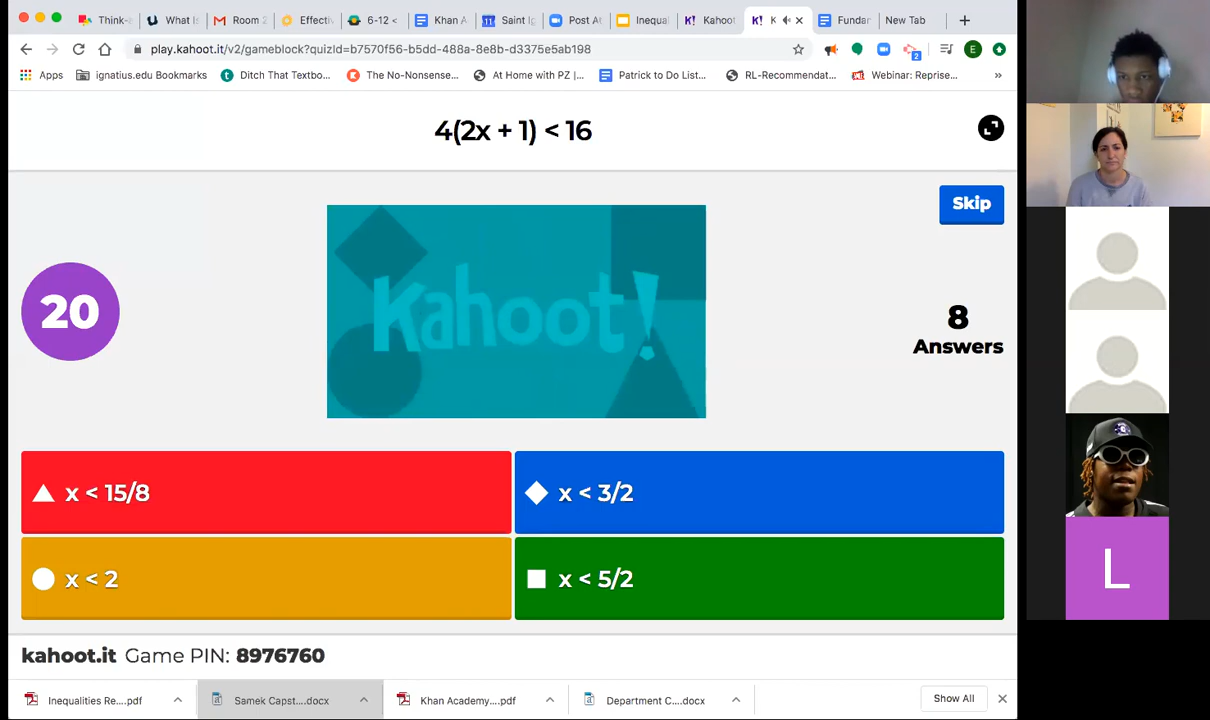 Think-a
What Is
Room 2
Effectiv
6-12 <
Khan A
Saint Ig
Post At
Inequal
Kahoot
K
Fundar
New Tab
play.kahoot.it/v2/gameblock?quizId=b7570f56-b5dd-488a-8e8b-d3375e5ab198
2
E
Apps
ignatius.edu Bookmarks
Ditch That Textbo...
The No-Nonsense...
At Home with PZ |...
Patrick to Do List...
RL-Recommendat...
Webinar: Reprise...
»
4(2x + 1) < 16
Skip
20
Kahoot!
8
Answers
x < 15/8
x < 3/2
x < 2
x < 5/2
kahoot.it Game PIN: 8976760
Inequalities Re....pdf
Samek Capst....docx
Khan Academy....pdf
Department C....docx
Show All
L